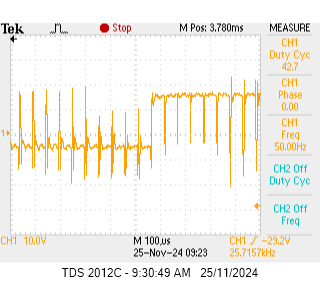 Tek Stop M Pos: 3.780ms MEASURE
CH1
Duty Cyc
42.7
CH1
Phase
0.00
CH1
Freq
50.00Hz
CH2 Off
Duty Cyc
CH2 Off
Freq
1
CH1 10.0V M 100µs CH1 -29.2V
25-Nov-24 09:23 25.7157kHz
TDS 2012C - 9:30:49 AM 25/11/2024